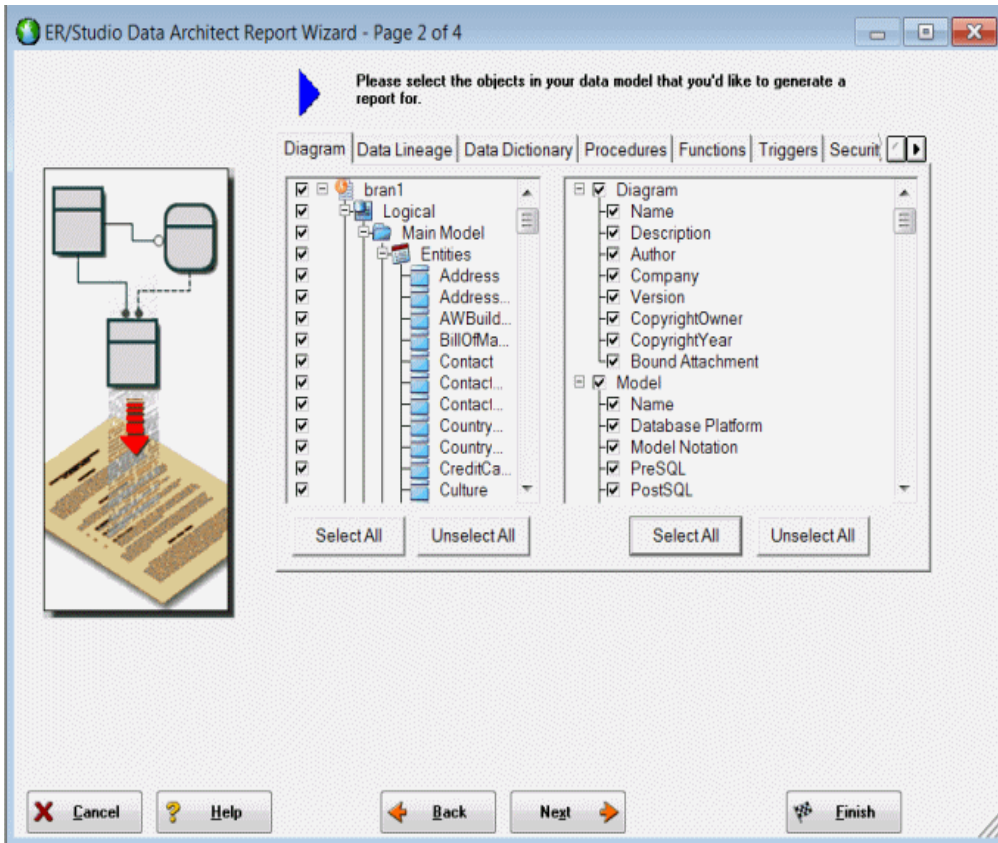 ER/Studio Data Architect Report Wizard - Page 2 of 4
Please select the objects in your data model that you'd like to generate a
report for.
Diagram Data Lineage Data Dictionary Procedures Functions Triggers Securit
bran1
Logical
Main Model
Entities
Address
Address...
AWBuild...
BillOfMa...
Contact
Contact...
Contact...
Country...
Country...
CreditCa...
Culture
Select All Unselect All
Diagram
Name
Description
Author
Company
Version
CopyrightOwner
CopyrightYear
Bound Attachment
Model
Name
Database Platform
Model Notation
PreSQL
PostSQL
Select All Unselect All
Cancel Help Back Next Finish